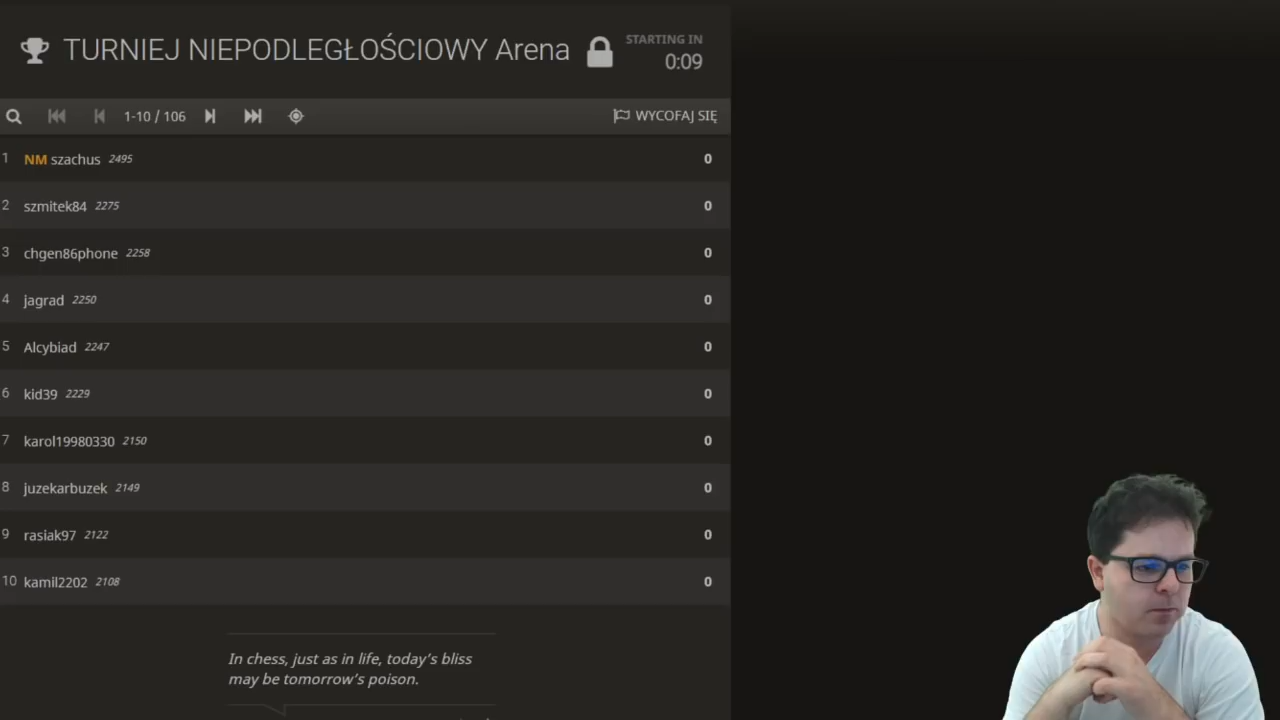 TURNIEJ NIEPODLEGŁOŚCIOWY Arena
STARTING IN
0:09
1-10 / 106
WYCOFAJ SIĘ
1 NM szachus 2495 0
2 szmitek84 2275 0
3 chgen86phone 2258 0
4 jagrad 2250 0
5 Alcybiad 2247 0
6 kid39 2229 0
7 karol19980330 2150 0
8 juzekarbuzek 2149 0
9 rasiak97 2122 0
10 kamil2202 2108 0
In chess, just as in life, today's bliss
may be tomorrow's poison.